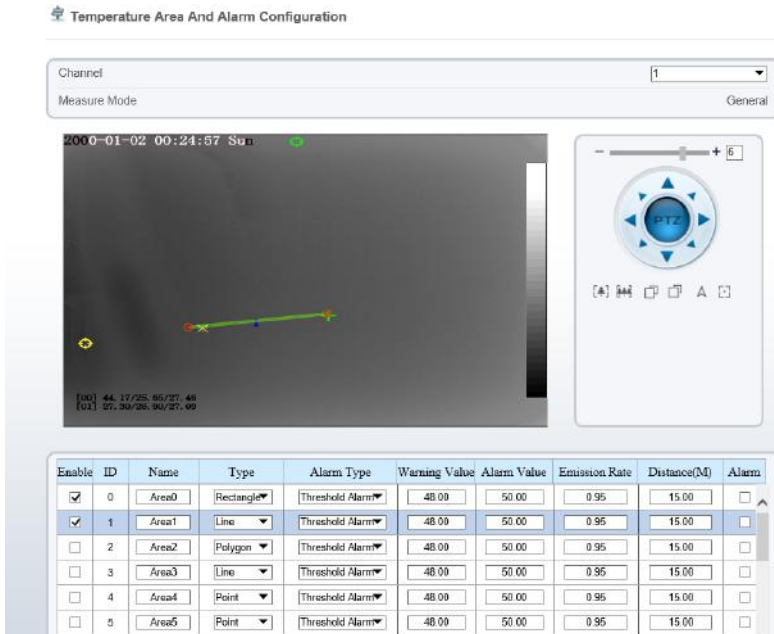 Temperature Area And Alarm Configuration
Channel 1
Measure Mode General
2000-01-02 00:24:57 Sun
6
PTZ
A
[00] 44.17/25.65/27.46
[01] 27.30/26.90/27.09
Enable ID Name Type Alarm Type Warning Value Alarm Value Emission Rate Distance(M) Alarm
0 Area0 Rectangle Threshold Alarm 48.00 50.00 0.95 15.00
1 Area1 Line Threshold Alarm 48.00 50.00 0.95 15.00
2 Area2 Polygon Threshold Alarm 48.00 50.00 0.95 15.00
3 Area3 Line Threshold Alarm 48.00 50.00 0.95 15.00
4 Area4 Point Threshold Alarm 48.00 50.00 0.95 15.00
5 Area5 Point Threshold Alarm 48.00 50.00 0.95 15.00